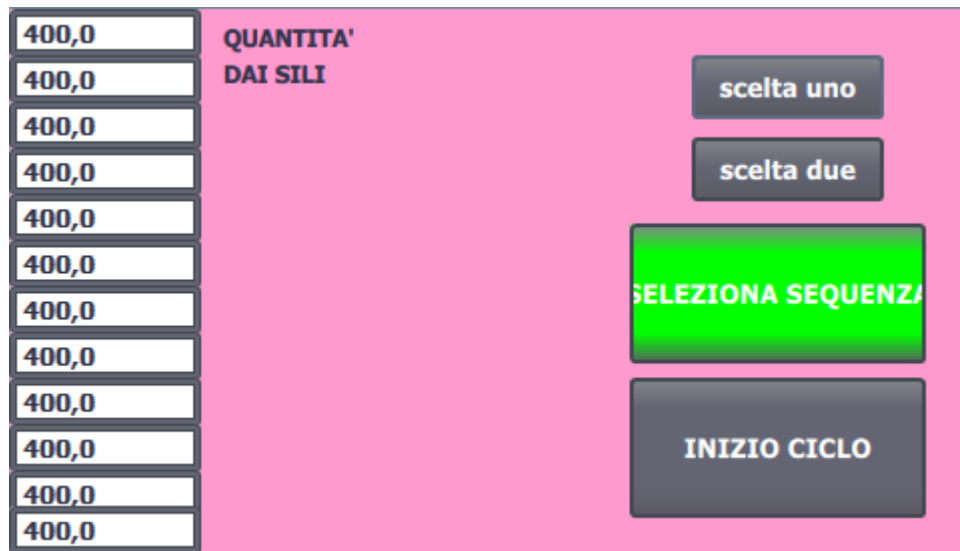 400,0
400,0
400,0
400,0
400,0
400,0
400,0
400,0
400,0
400,0
400,0
400,0
QUANTITA'
DAI SILI
scelta uno
scelta due
SELEZIONA SEQUENZA
INIZIO CICLO